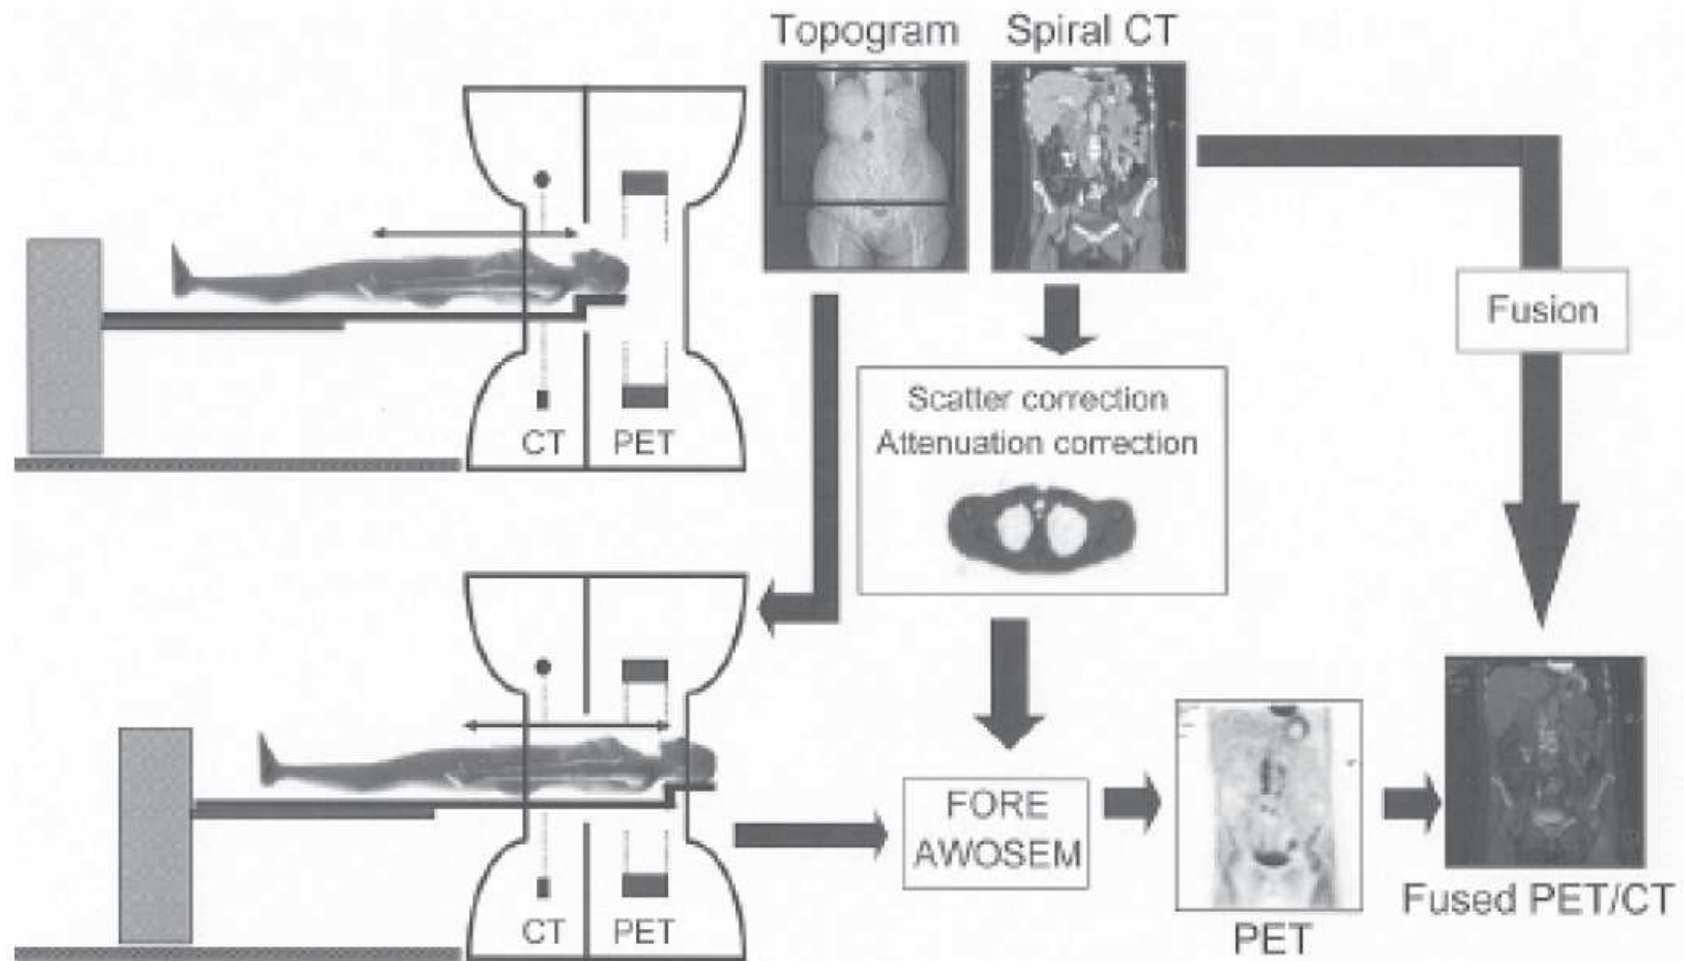 Topogram
Spiral CT
CT
PET
Scatter correction
Attenuation correction
Fusion
FORE
AWOSEM
CT
PET
PET
Fused PET/CT